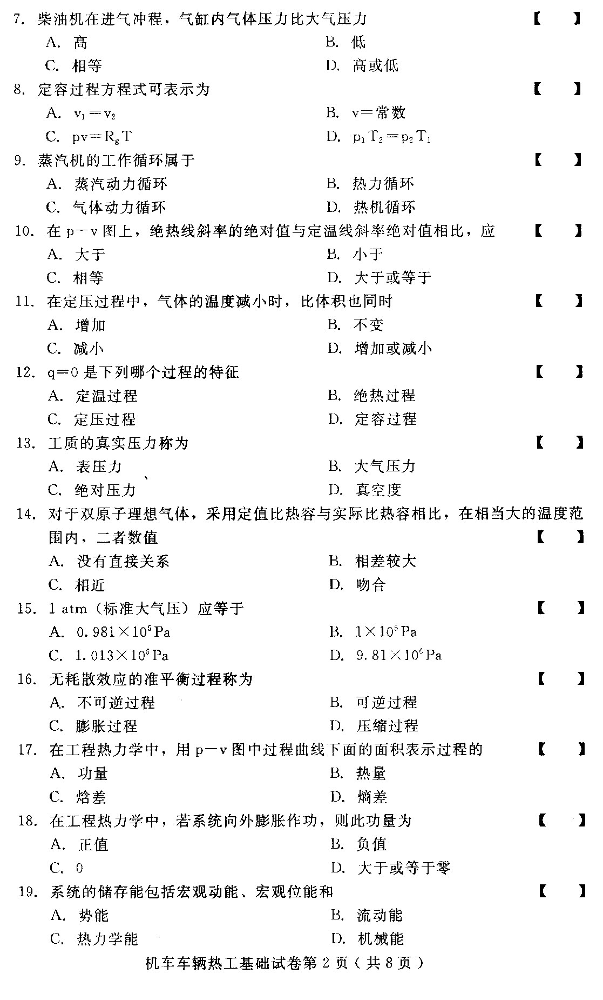 7. 柴油机在进气冲程，气缸内气体压力比大气压力 【 】
A. 高 B. 低
C. 相等 D. 高或低
8. 定容过程方程式可表示为 【 】
A. v₁＝v₂ B. v＝常数
C. pv＝RgT D. p₁T₂＝p₂T₁
9. 蒸汽机的工作循环属于 【 】
A. 蒸汽动力循环 B. 热力循环
C. 气体动力循环 D. 热机循环
10. 在 p－v 图上，绝热线斜率的绝对值与定温线斜率绝对值相比，应 【 】
A. 大于 B. 小于
C. 相等 D. 大于或等于
11. 在定压过程中，气体的温度减小时，比体积也同时 【 】
A. 增加 B. 不变
C. 减小 D. 增加或减小
12. q＝0 是下列哪个过程的特征 【 】
A. 定温过程 B. 绝热过程
C. 定压过程 D. 定容过程
13. 工质的真实压力称为 【 】
A. 表压力 B. 大气压力
C. 绝对压力 D. 真空度
14. 对于双原子理想气体，采用定值比热容与实际比热容相比，在相当大的温度范
围内，二者数值 【 】
A. 没有直接关系 B. 相差较大
C. 相近 D. 吻合
15. 1 atm（标准大气压）应等于 【 】
A. 0.981×10⁵Pa B. 1×10⁵Pa
C. 1.013×10⁵Pa D. 9.81×10⁶Pa
16. 无耗散效应的准平衡过程称为 【 】
A. 不可逆过程 B. 可逆过程
C. 膨胀过程 D. 压缩过程
17. 在工程热力学中，用 p－v 图中过程曲线下面的面积表示过程的 【 】
A. 功量 B. 热量
C. 焓差 D. 熵差
18. 在工程热力学中，若系统向外膨胀作功，则此功量为 【 】
A. 正值 B. 负值
C. 0 D. 大于或等于零
19. 系统的储存能包括宏观动能、宏观位能和 【 】
A. 势能 B. 流动能
C. 热力学能 D. 机械能
机车车辆热工基础试卷第 2 页（共 8 页）